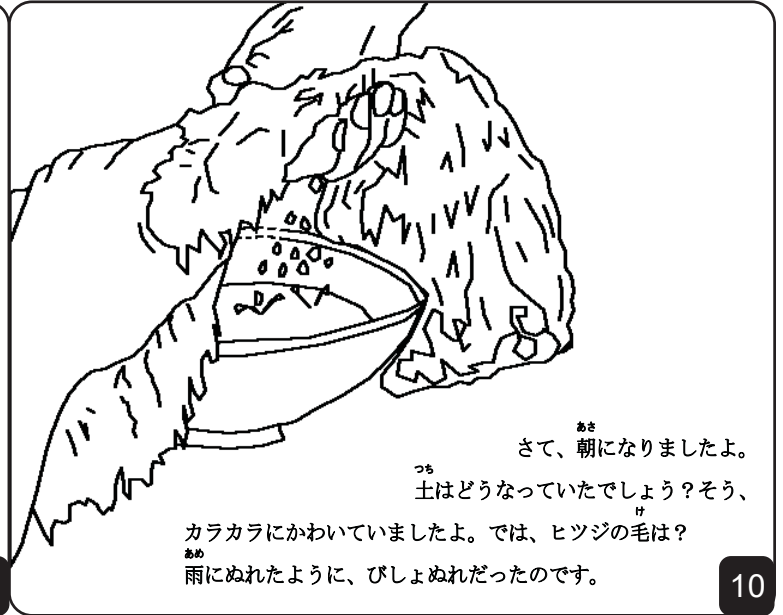 さて、朝になりましたよ。
土はどうなっていたでしょう？そう、
カラカラにかわいていましたよ。では、ヒツジの毛は？
雨にぬれたように、びしょぬれだったのです。
10